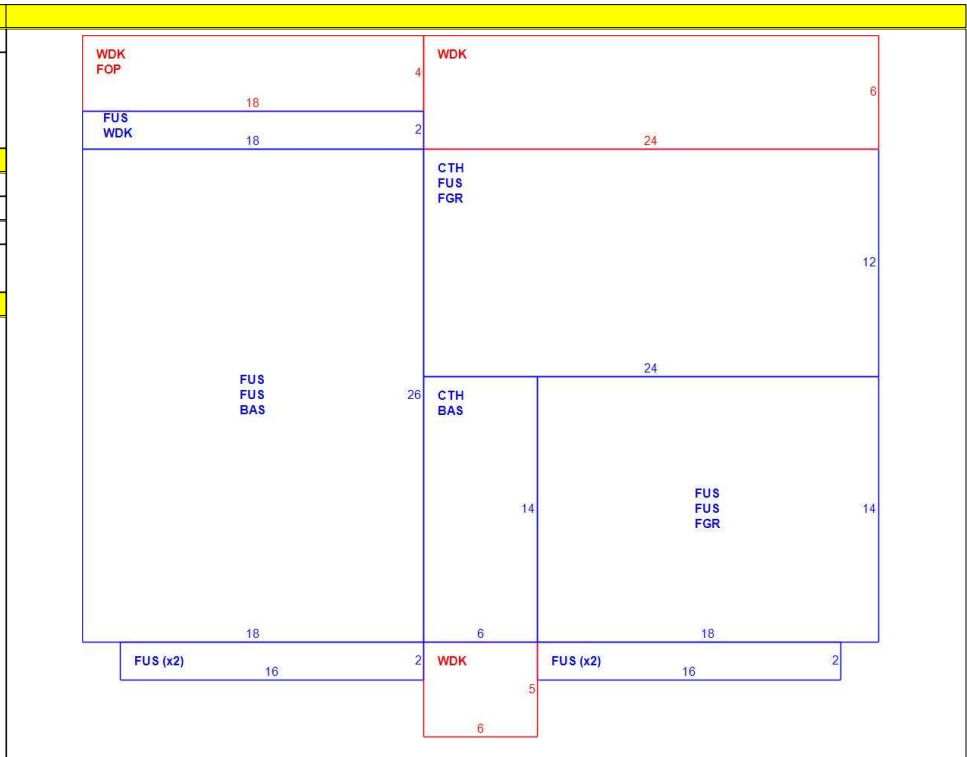 WDK
FOP
4
18
WDK
6
24
FUS
WDK
2
18
CTH
FUS
FGR
12
24
FUS
FUS
BAS
26
18
CTH
BAS
14
6
FUS
FUS
FGR
14
18
FUS (x2)
2
16
WDK
5
6
FUS (x2)
2
16